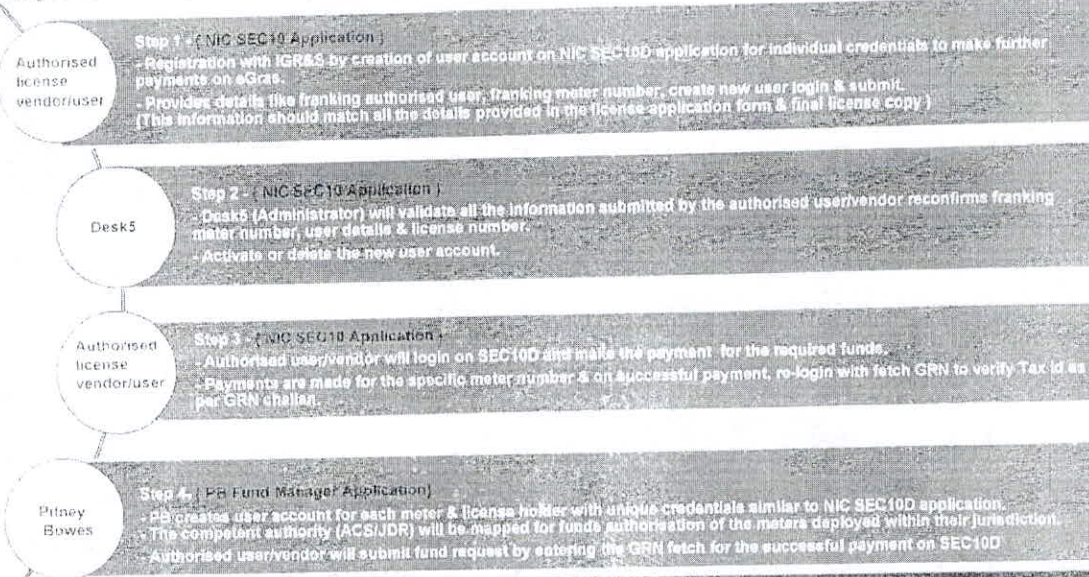 Authorised
license
vendor/user
Step 1 - ( NIC SEC10 Application )
- Registration with IGR&S by creation of user account on NIC SEC10D application for individual credentials to make further
payments on eGras.
- Provides details like franking authorised user, franking meter number, create new user login & submit.
(This information should match all the details provided in the license application form & final license copy )
Desk5
Step 2 - ( NIC SEC10 Application )
- Desk5 (Administrator) will validate all the information submitted by the authorised user/vendor reconfirms franking
meter number, user details & license number.
- Activate or delete the new user account.
Authorised
license
vendor/user
Step 3 - ( NIC SEC10 Application )
- Authorised user/vendor will login on SEC10D and make the payment for the required funds.
- Payments are made for the specific meter number & on successful payment, re-login with fetch GRN to verify Tax id as
per GRN challan.
Pitney
Bowes
Step 4. ( PB Fund Manager Application)
- PB creates user account for each meter & license holder with unique credentials similar to NIC SEC10D application.
- The competent authority (ACS/JDR) will be mapped for funds authorisation of the meters deployed within their jurisdiction.
- Authorised user/vendor will submit fund request by entering the GRN fetch for the successful payment on SEC10D